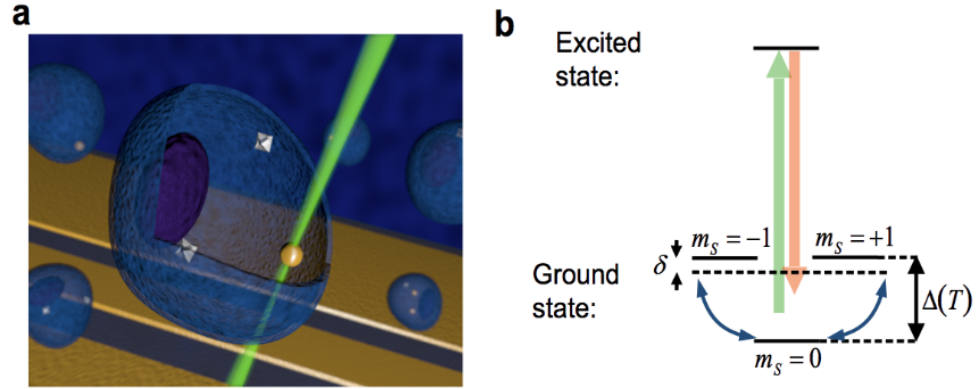 a
b
Excited
state:
m_s = −1
m_s = +1
δ
Ground
state:
Δ(T)
m_s = 0